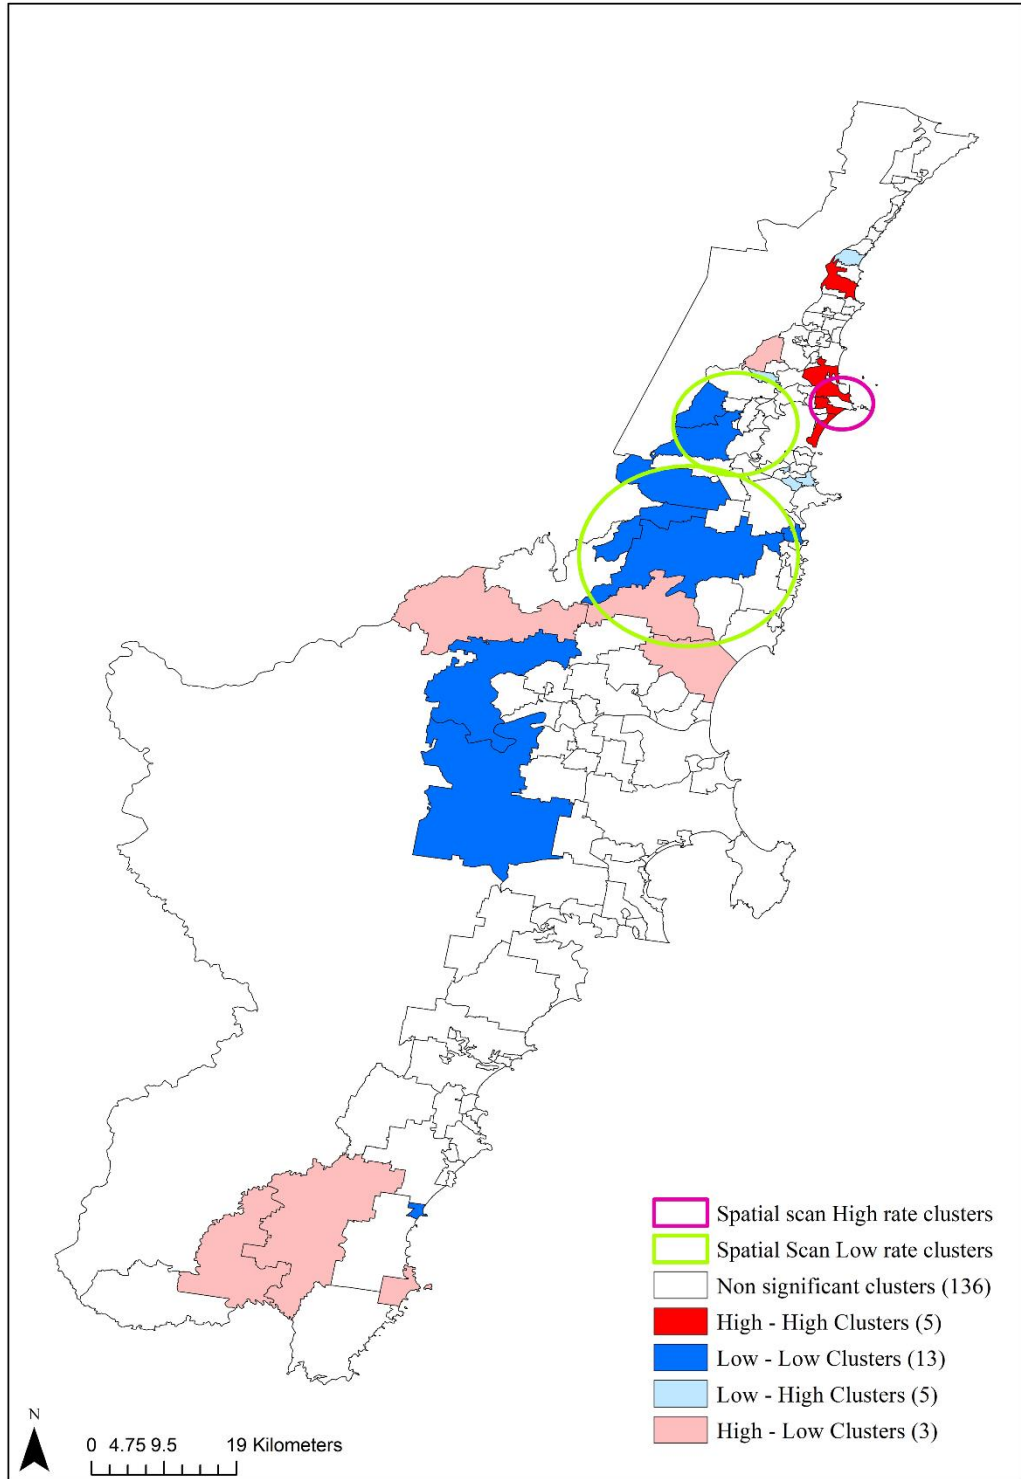 Spatial scan High rate clusters
Spatial Scan Low rate clusters
Non significant clusters (136)
High - High Clusters (5)
Low - Low Clusters (13)
Low - High Clusters (5)
High - Low Clusters (3)
N
0 4.75 9.5 19 Kilometers